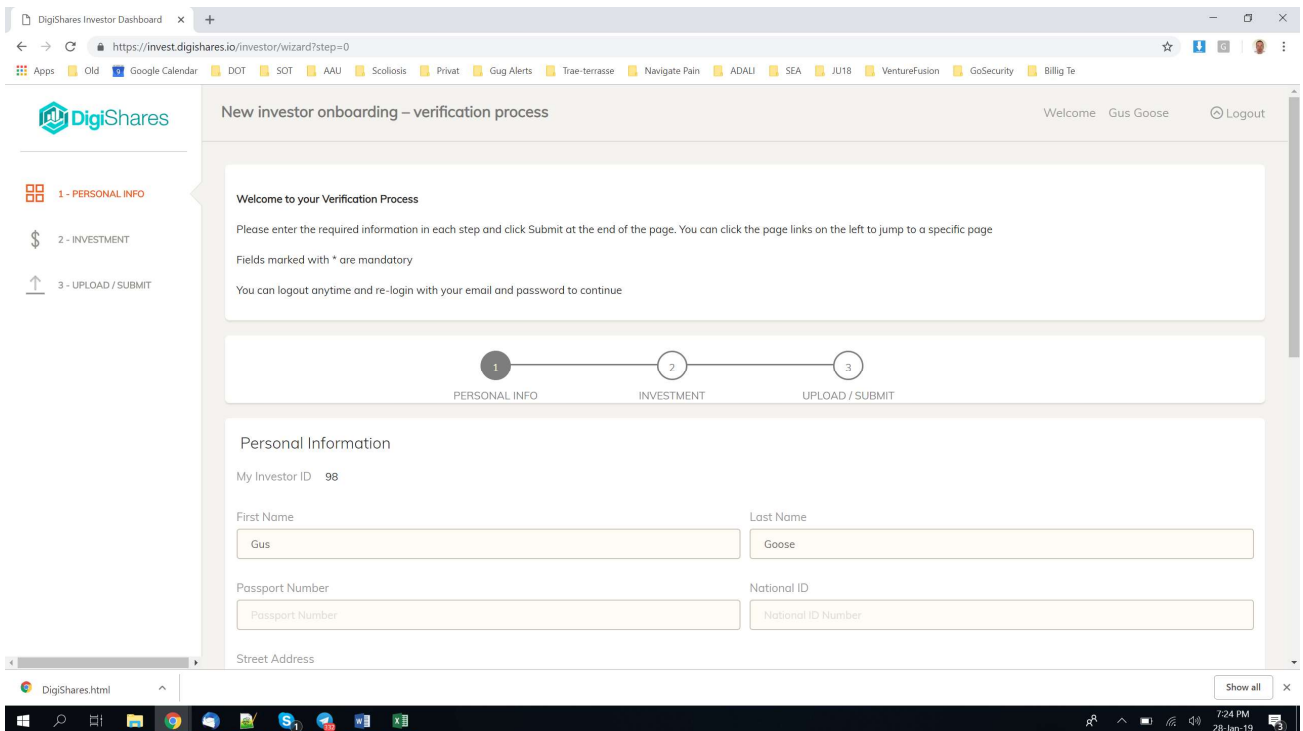 DigiShares Investor Dashboard
https://invest.digishares.io/investor/wizard?step=0
Apps Old Google Calendar DOT SOT AAU Scoliosis Privat Gug Alerts Trae-terrasse Navigate Pain ADALI SEA JU18 VentureFusion GoSecurity Billig Te
DigiShares
New investor onboarding – verification process
Welcome Gus Goose Logout
1 - PERSONAL INFO
2 - INVESTMENT
3 - UPLOAD / SUBMIT
Welcome to your Verification Process
Please enter the required information in each step and click Submit at the end of the page. You can click the page links on the left to jump to a specific page
Fields marked with * are mandatory
You can logout anytime and re-login with your email and password to continue
1 2 3
PERSONAL INFO INVESTMENT UPLOAD / SUBMIT
Personal Information
My Investor ID 98
First Name Last Name
Gus Goose
Passport Number National ID
Passport Number National ID Number
Street Address
DigiShares.html Show all
7:24 PM
28-Jan-19